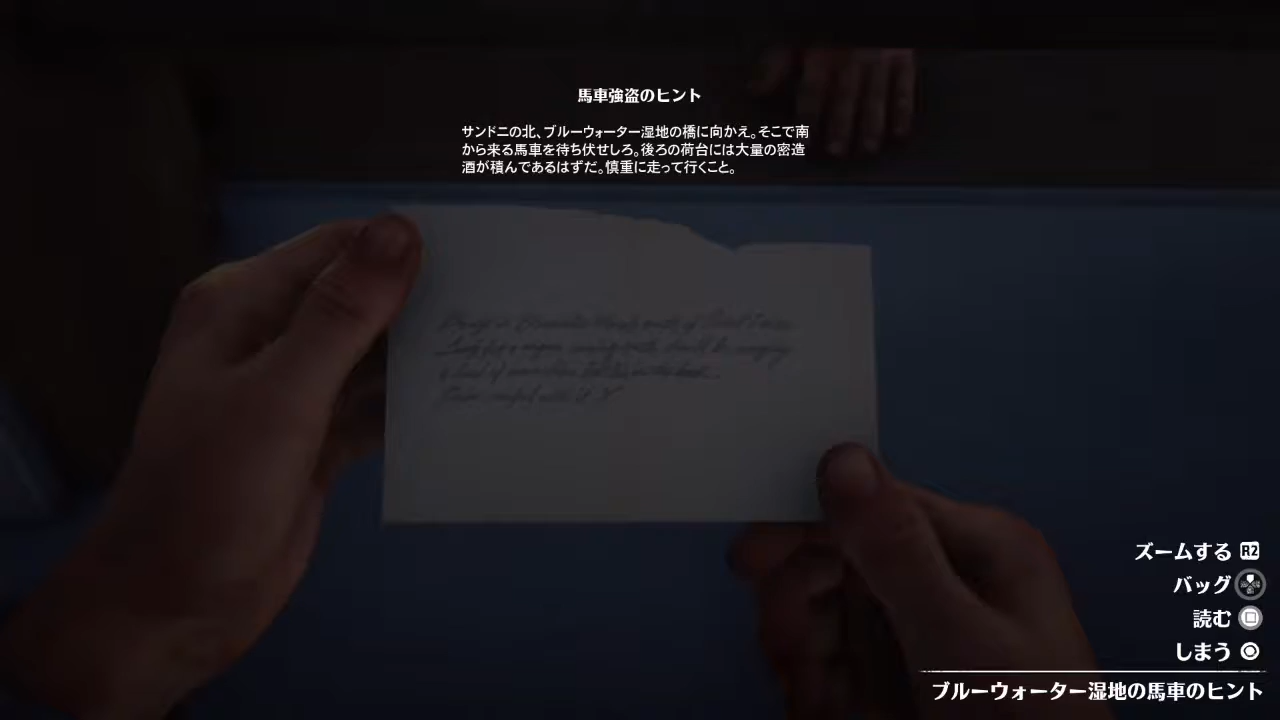 馬車強盗のヒント
サンドニの北、ブルーウォーター湿地の橋に向かえ。そこで南
から来る馬車を待ち伏せしろ。後ろの荷台には大量の密造
酒が積んであるはずだ。慎重に走って行くこと。
ズームする R2
バッグ
読む
しまう
ブルーウォーター湿地の馬車のヒント